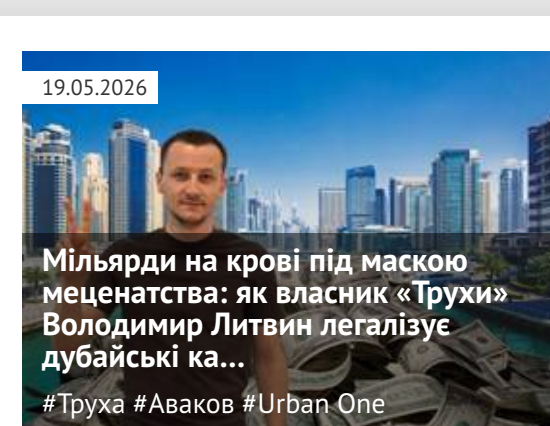 19.05.2026
Мільярди на крові під маскою
меценатства: як власник «Трухи»
Володимир Литвин легалізує
дубайські ка...
#Труха #Аваков #Urban One